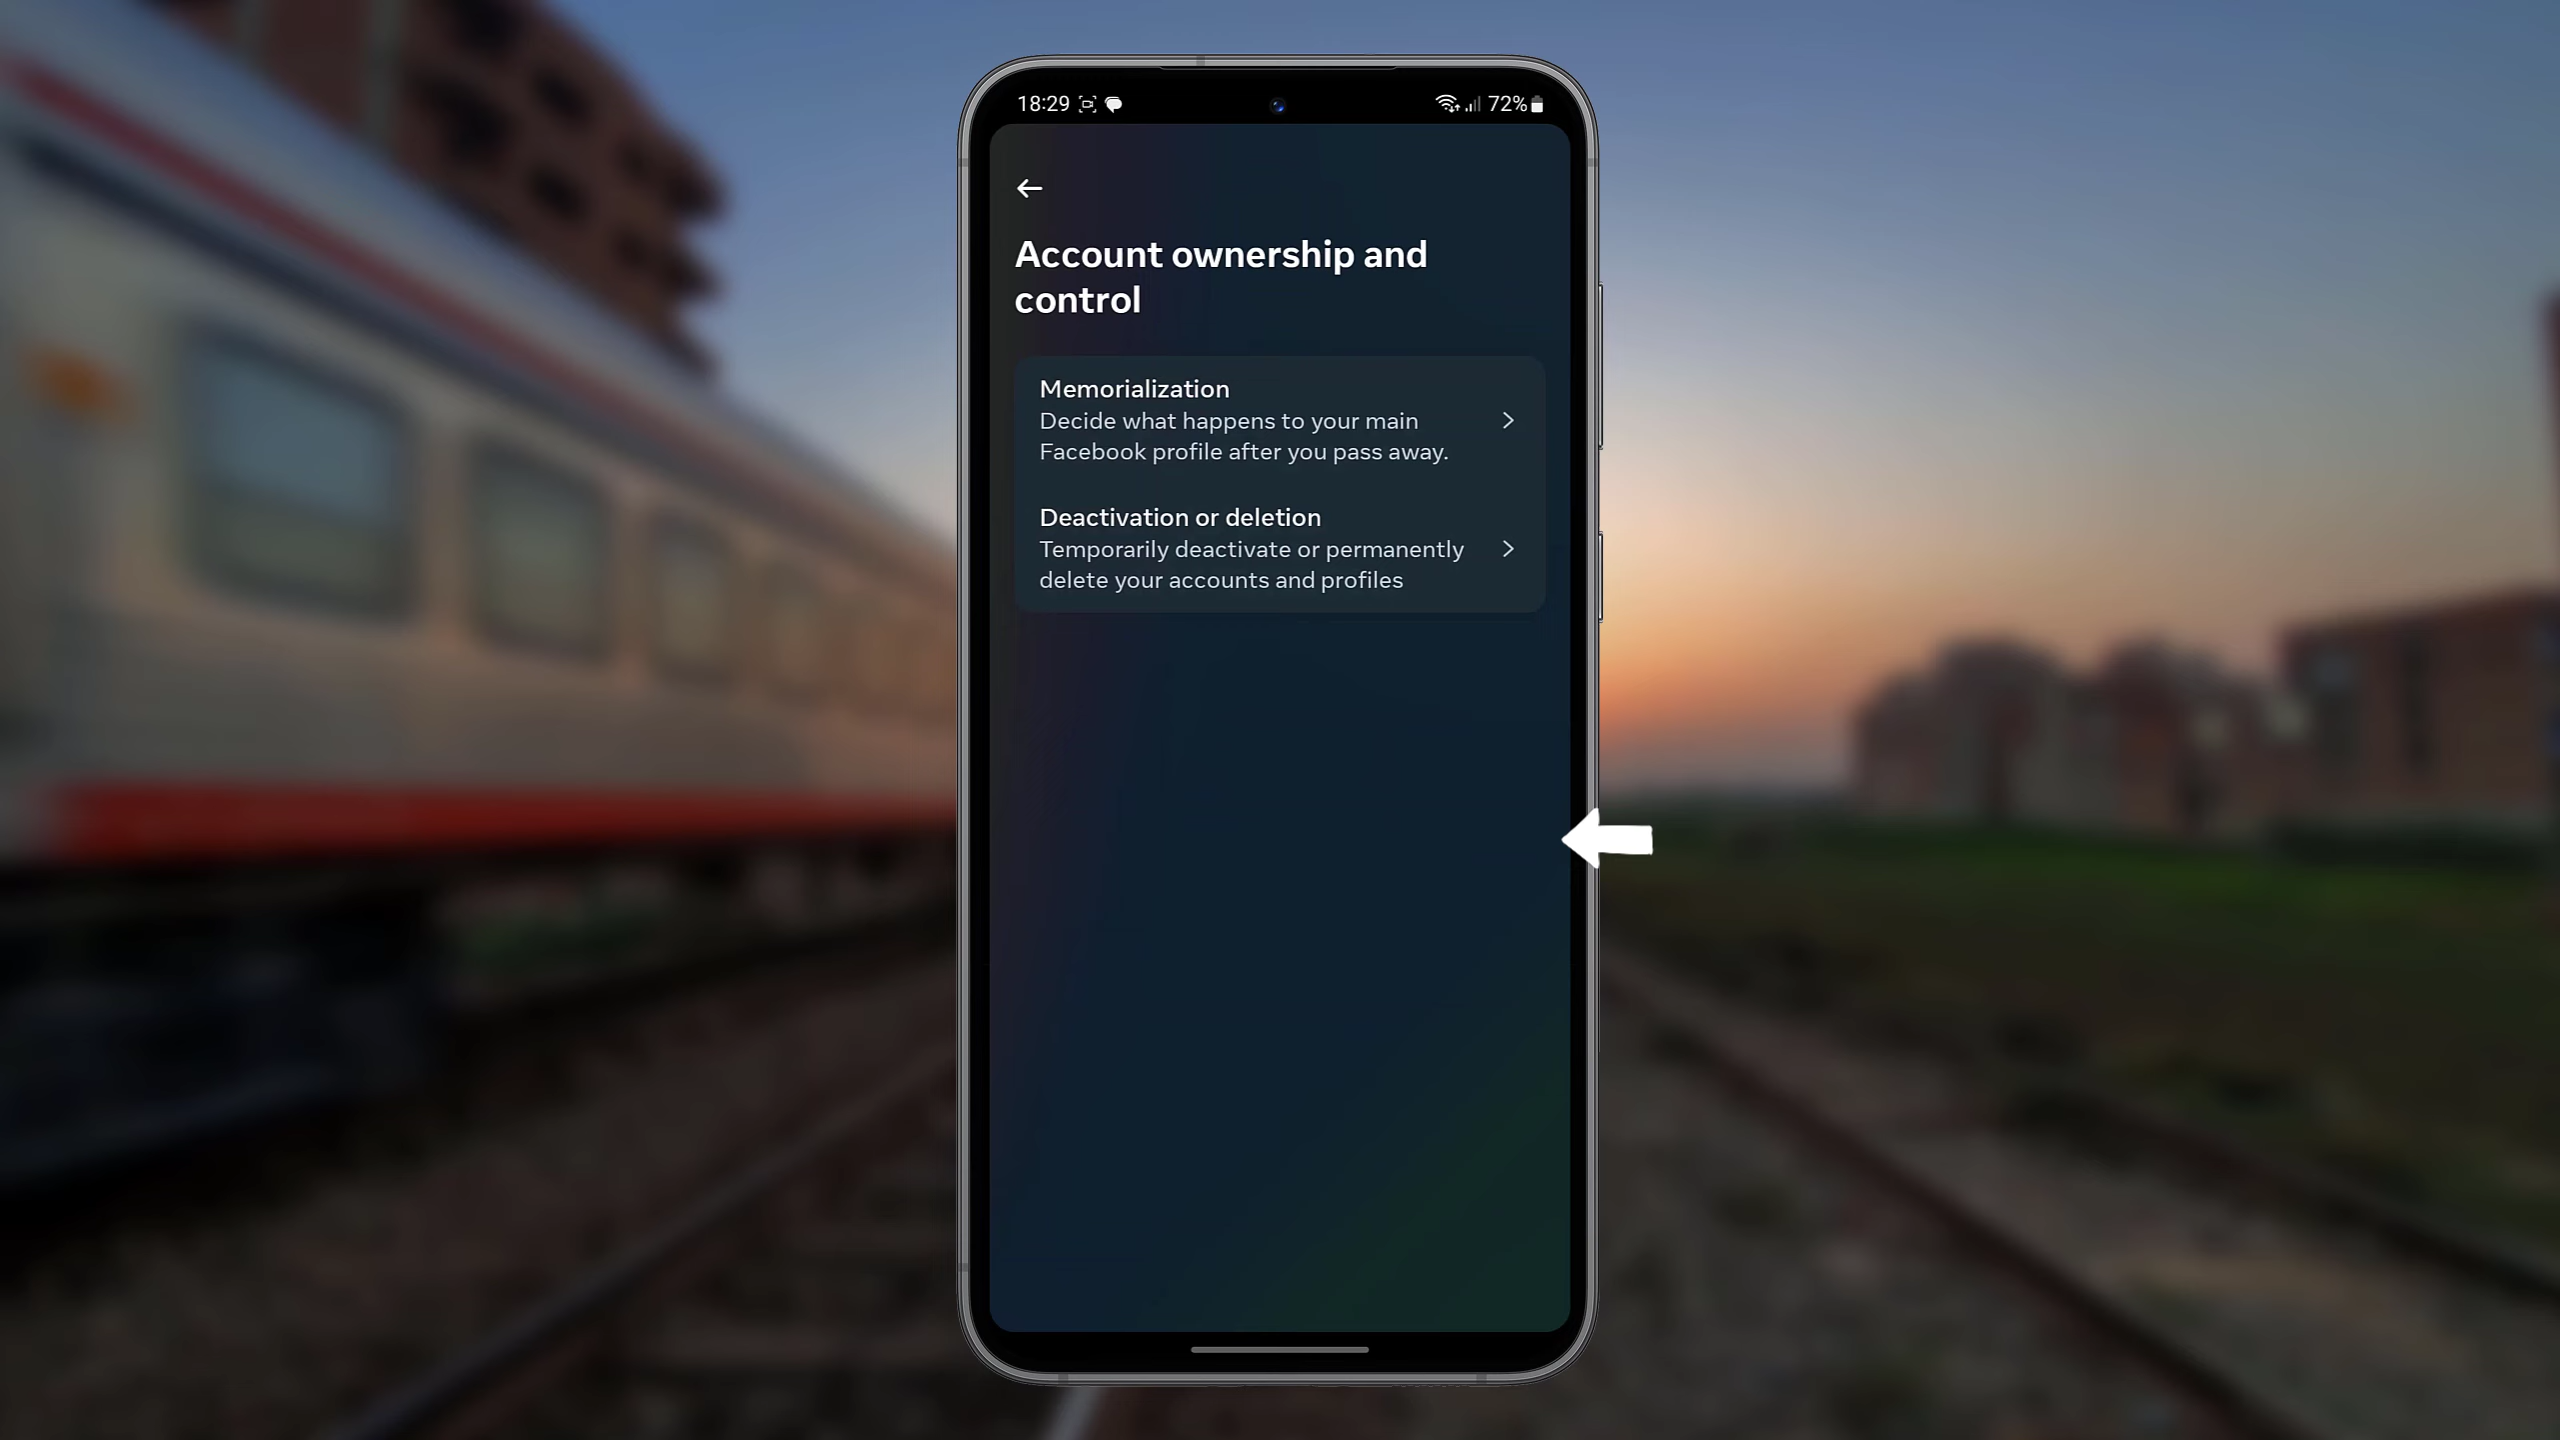 18:29
72%
Account ownership and
control
Memorialization
Decide what happens to your main
Facebook profile after you pass away.
Deactivation or deletion
Temporarily deactivate or permanently
delete your accounts and profiles